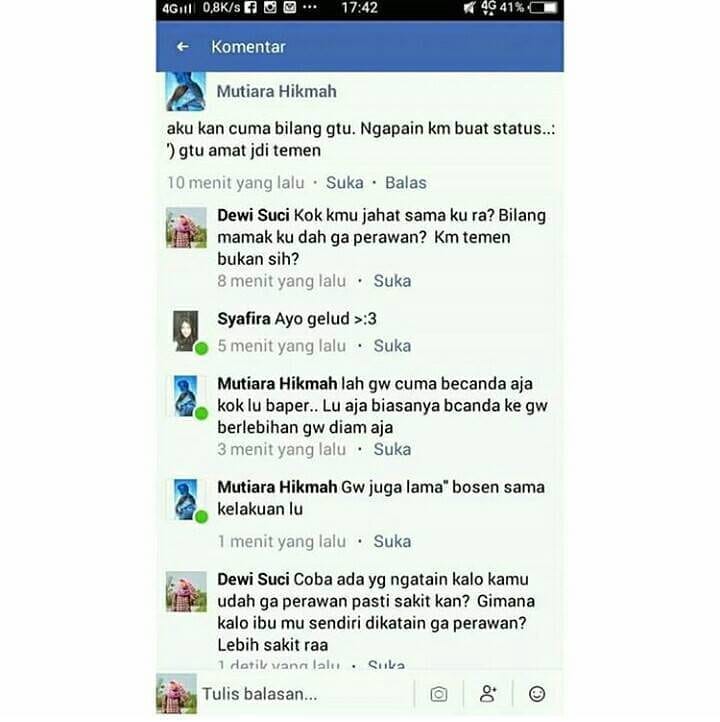 4G 0,8K/s ... 17:42 4G 41%
Komentar
Mutiara Hikmah
aku kan cuma bilang gtu. Ngapain km buat status..:
') gtu amat jdi temen
10 menit yang lalu · Suka · Balas
Dewi Suci Kok kmu jahat sama ku ra? Bilang
mamak ku dah ga perawan? Km temen
bukan sih?
8 menit yang lalu · Suka
Syafira Ayo gelud >:3
5 menit yang lalu · Suka
Mutiara Hikmah lah gw cuma becanda aja
kok lu baper.. Lu aja biasanya bcanda ke gw
berlebihan gw diam aja
3 menit yang lalu · Suka
Mutiara Hikmah Gw juga lama" bosen sama
kelakuan lu
1 menit yang lalu · Suka
Dewi Suci Coba ada yg ngatain kalo kamu
udah ga perawan pasti sakit kan? Gimana
kalo ibu mu sendiri dikatain ga perawan?
Lebih sakit raa
1 detik yang lalu · Suka
Tulis balasan...